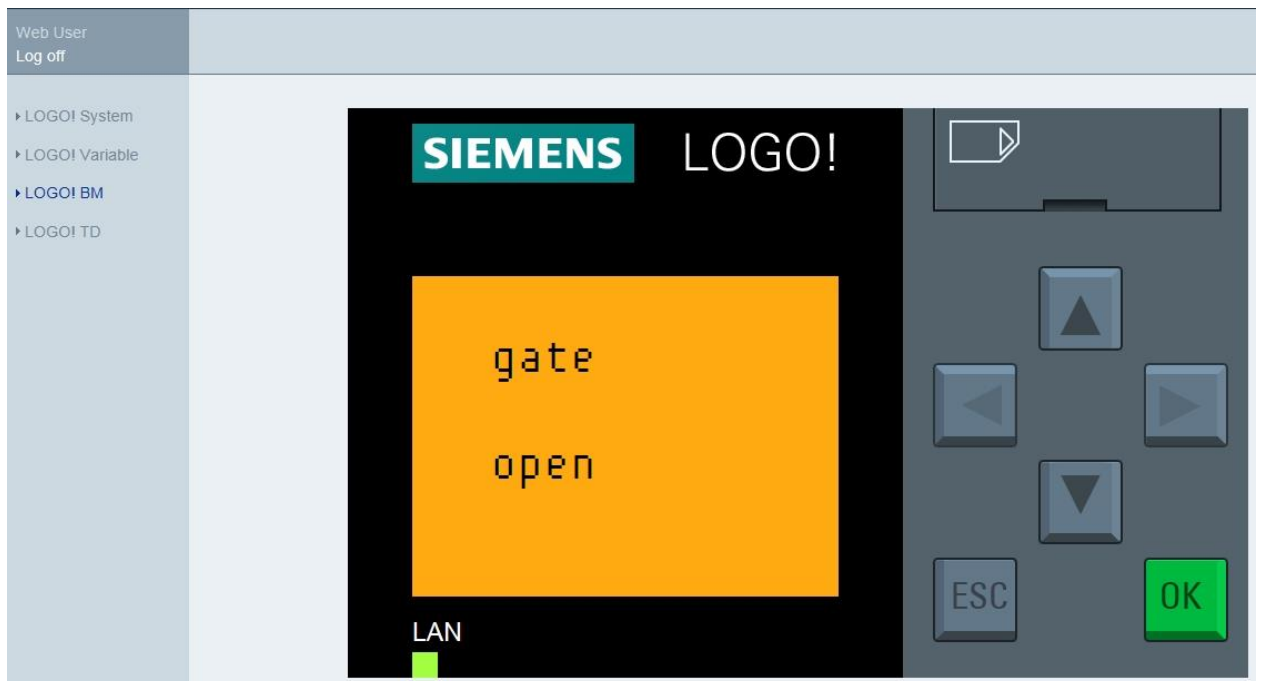 Web User
Log off
LOGO! System
LOGO! Variable
LOGO! BM
LOGO! TD
SIEMENS LOGO!
gate
open
ESC OK
LAN